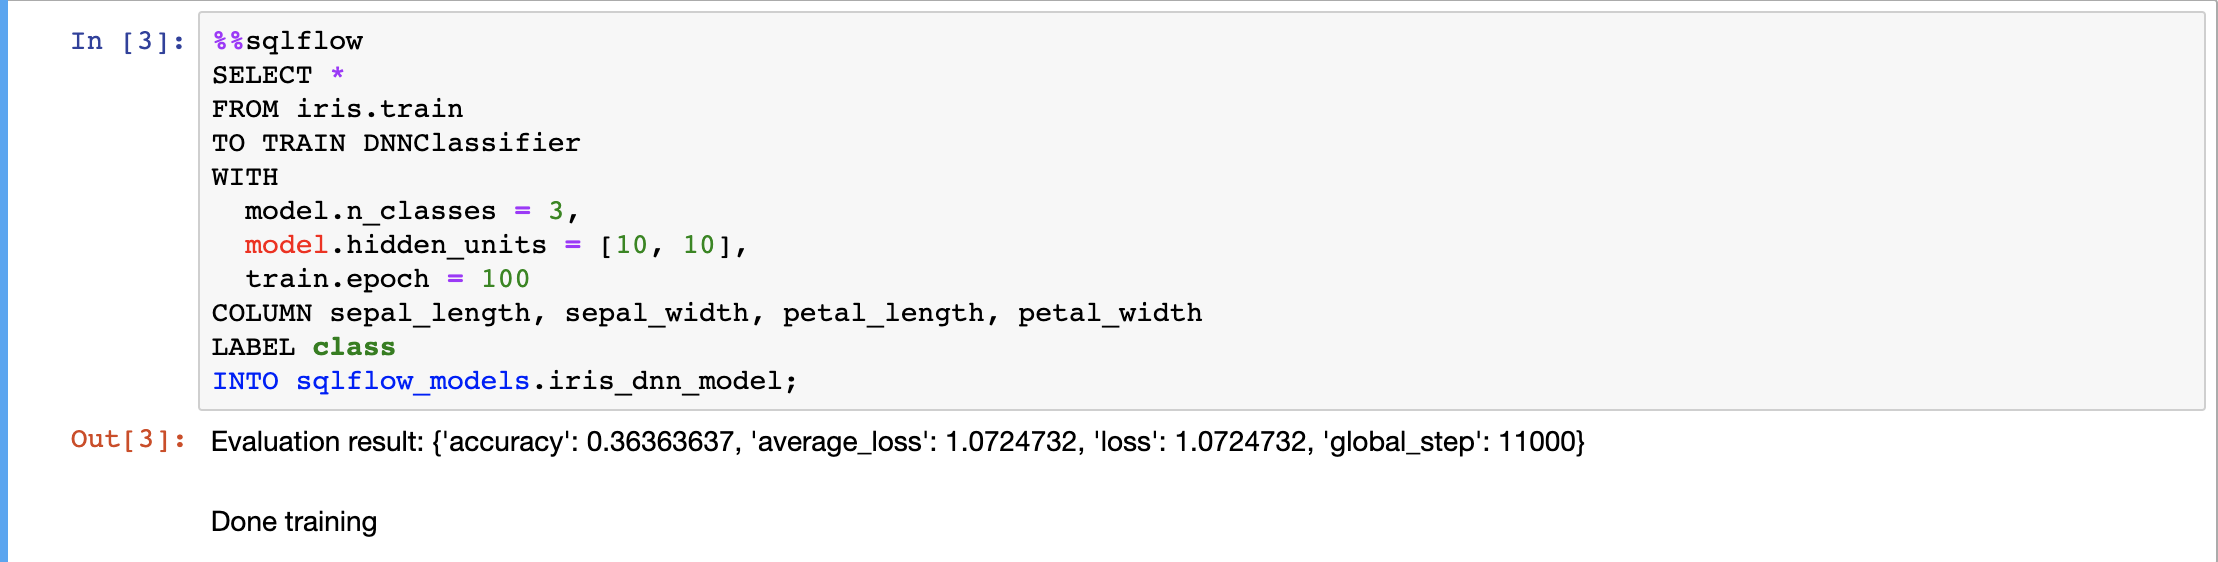 In [3]:
%%sqlflow
SELECT *
FROM iris.train
TO TRAIN DNNClassifier
WITH
  model.n_classes = 3,
  model.hidden_units = [10, 10],
  train.epoch = 100
COLUMN sepal_length, sepal_width, petal_length, petal_width
LABEL class
INTO sqlflow_models.iris_dnn_model;
Out[3]: Evaluation result: {'accuracy': 0.36363637, 'average_loss': 1.0724732, 'loss': 1.0724732, 'global_step': 11000}
Done training